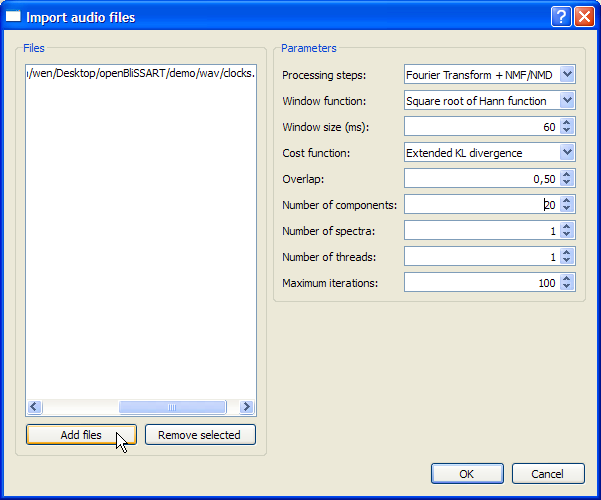 Import audio files
Files
/wen/Desktop/openBliSSART/demo/wav/clocks.
Add files
Remove selected
Parameters
Processing steps: Fourier Transform + NMF/NMD
Window function: Square root of Hann function
Window size (ms): 60
Cost function: Extended KL divergence
Overlap: 0,50
Number of components: 20
Number of spectra: 1
Number of threads: 1
Maximum iterations: 100
OK
Cancel